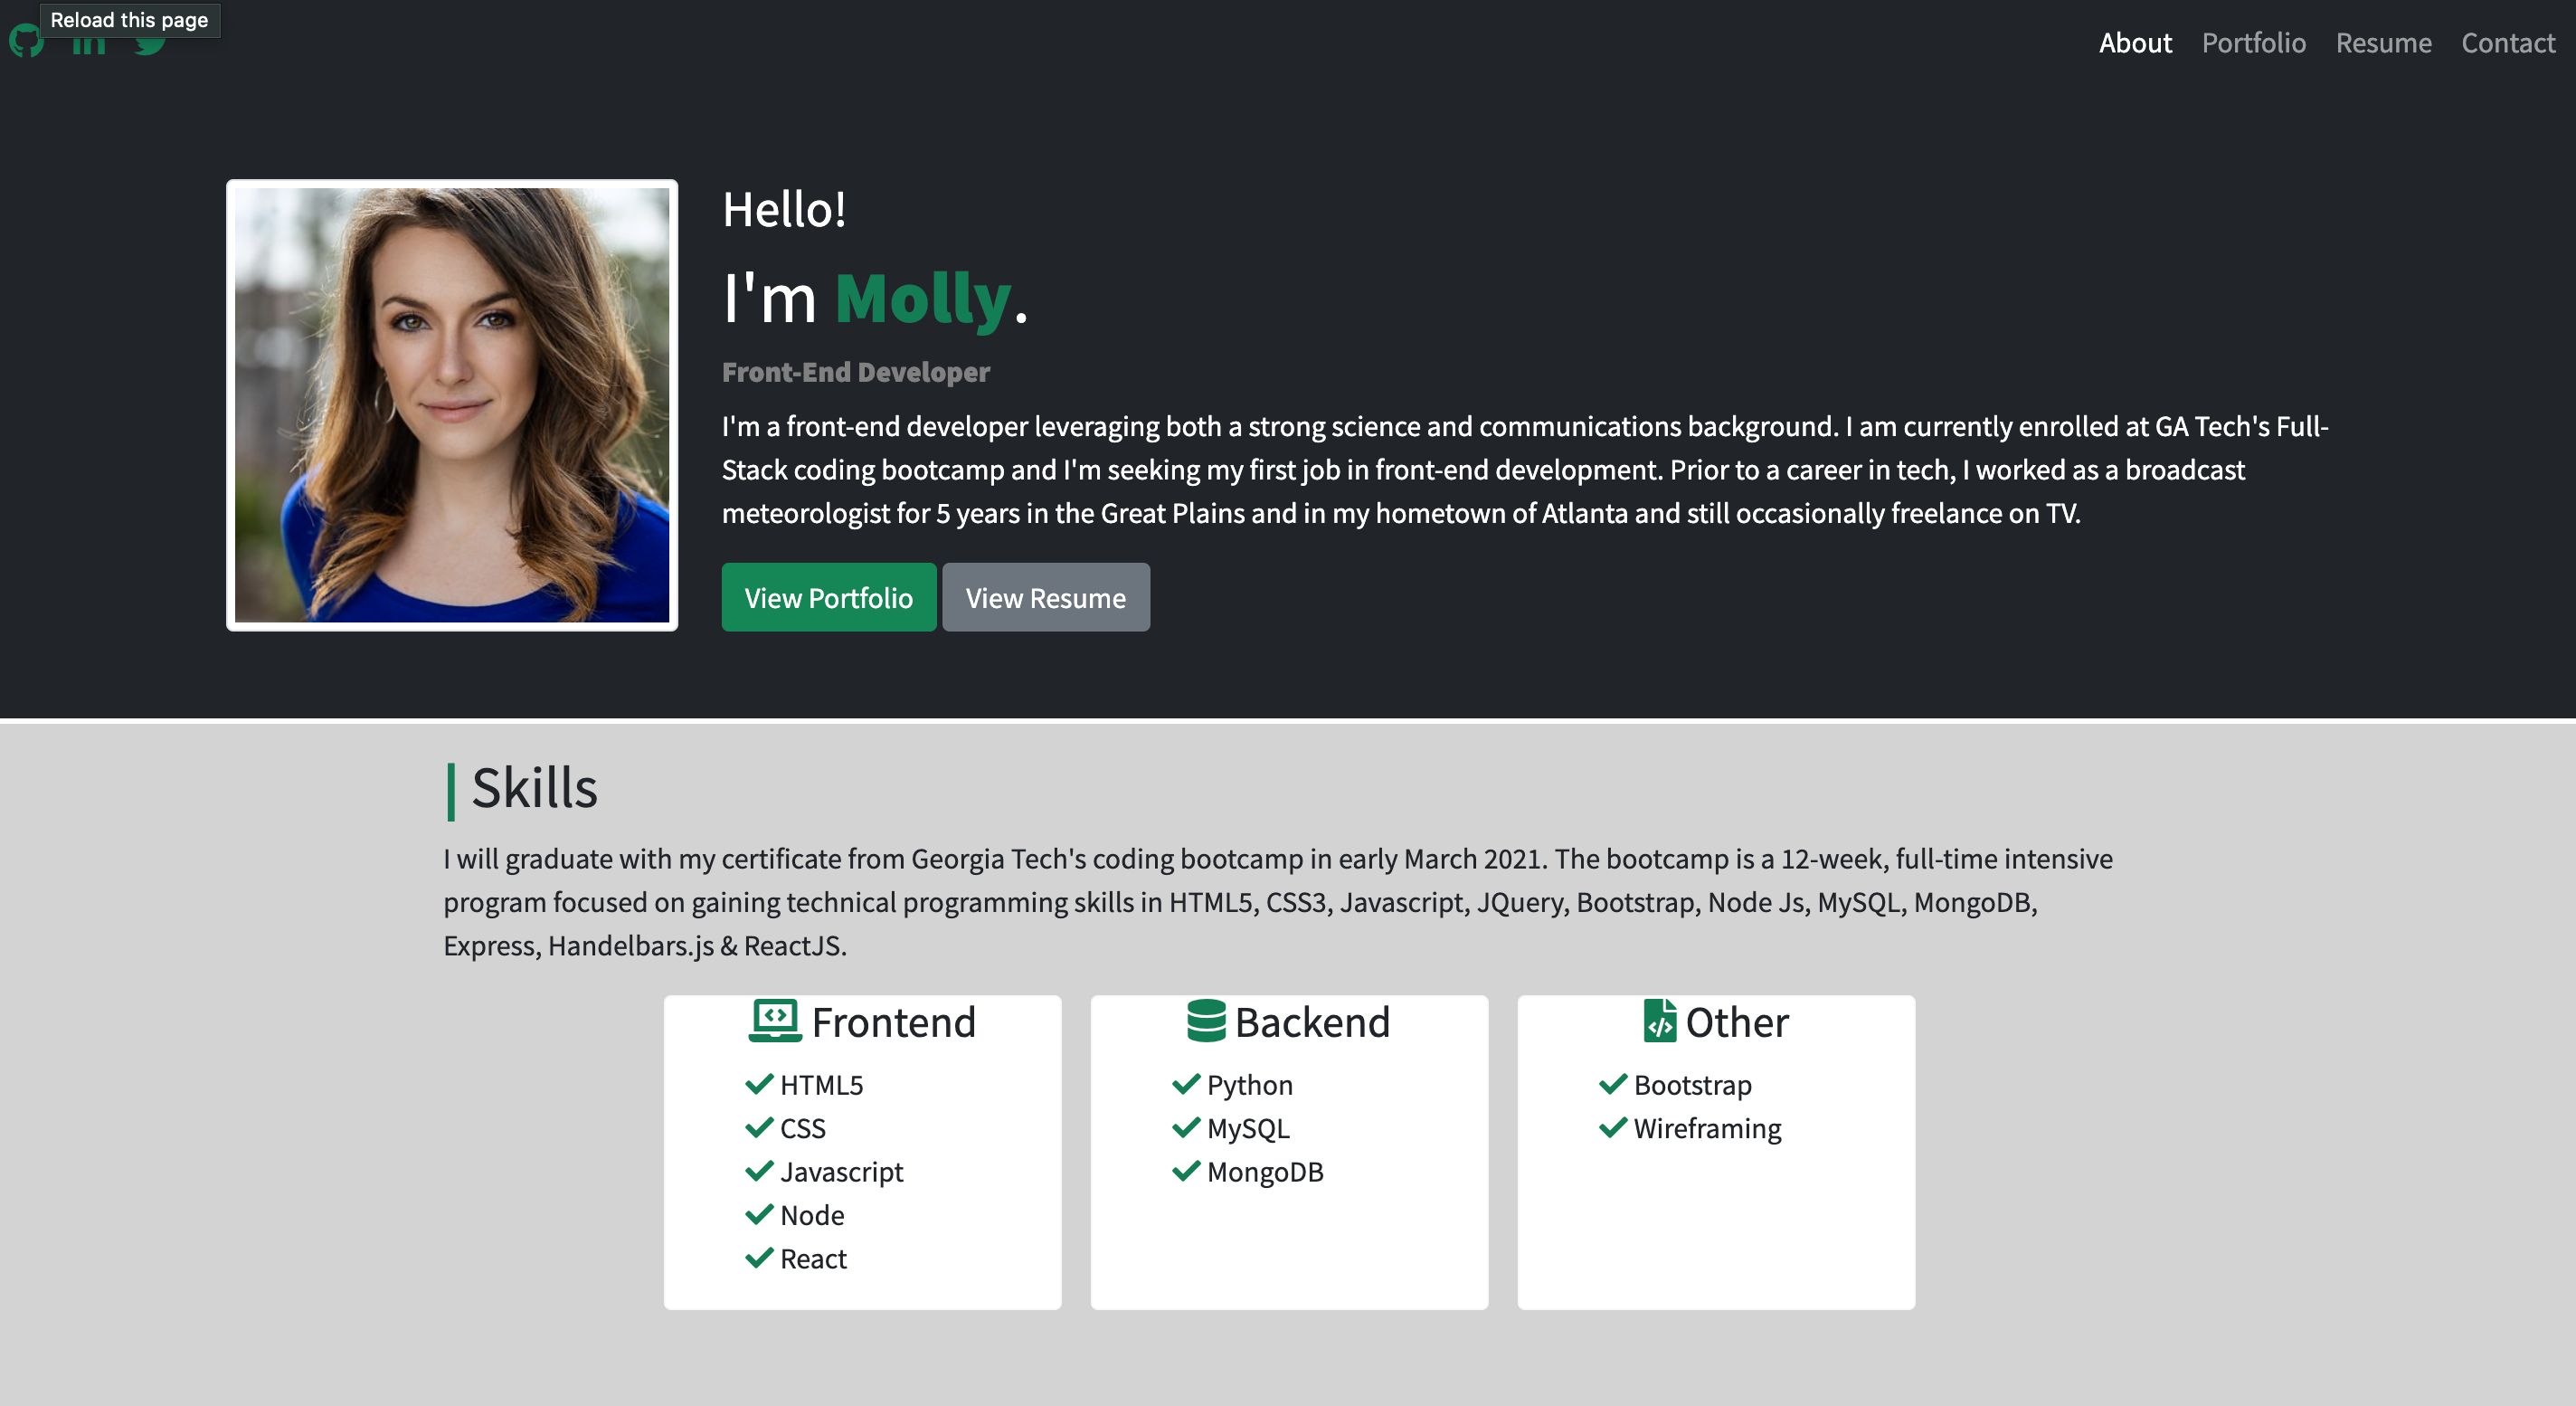 Reload this page
in
About Portfolio Resume Contact
Hello!
I'm Molly.
Front-End Developer
I'm a front-end developer leveraging both a strong science and communications background. I am currently enrolled at GA Tech's Full-
Stack coding bootcamp and I'm seeking my first job in front-end development. Prior to a career in tech, I worked as a broadcast
meteorologist for 5 years in the Great Plains and in my hometown of Atlanta and still occasionally freelance on TV.
View Portfolio View Resume
Skills
I will graduate with my certificate from Georgia Tech's coding bootcamp in early March 2021. The bootcamp is a 12-week, full-time intensive
program focused on gaining technical programming skills in HTML5, CSS3, Javascript, JQuery, Bootstrap, Node Js, MySQL, MongoDB,
Express, Handelbars.js & ReactJS.
Frontend
HTML5
CSS
Javascript
Node
React
Backend
Python
MySQL
MongoDB
Other
Bootstrap
Wireframing